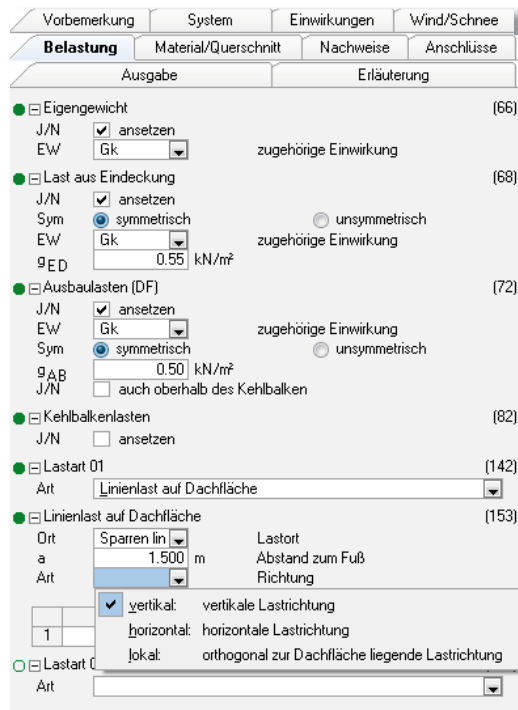 Vorbemerkung System Einwirkungen Wind/Schnee
Belastung Material/Querschnitt Nachweise Anschlüsse
Ausgabe Erläuterung
Eigengewicht (66)
J/N ansetzen
EW Gk zugehörige Einwirkung
Last aus Eindeckung (68)
J/N ansetzen
Sym symmetrisch unsymmetrisch
EW Gk zugehörige Einwirkung
gED 0.55 kN/m²
Ausbaulasten (DF) (72)
J/N ansetzen
EW Gk zugehörige Einwirkung
Sym symmetrisch unsymmetrisch
gAB 0.50 kN/m²
J/N auch oberhalb des Kehlbalken
Kehlbalkenlasten (82)
J/N ansetzen
Lastart 01 (142)
Art Linienlast auf Dachfläche
Linienlast auf Dachfläche (153)
Ort Sparren lin Lastort
a 1.500 m Abstand zum Fuß
Art Richtung
vertikal: vertikale Lastrichtung
1 horizontal: horizontale Lastrichtung
lokal: orthogonal zur Dachfläche liegende Lastrichtung
Lastart
Art